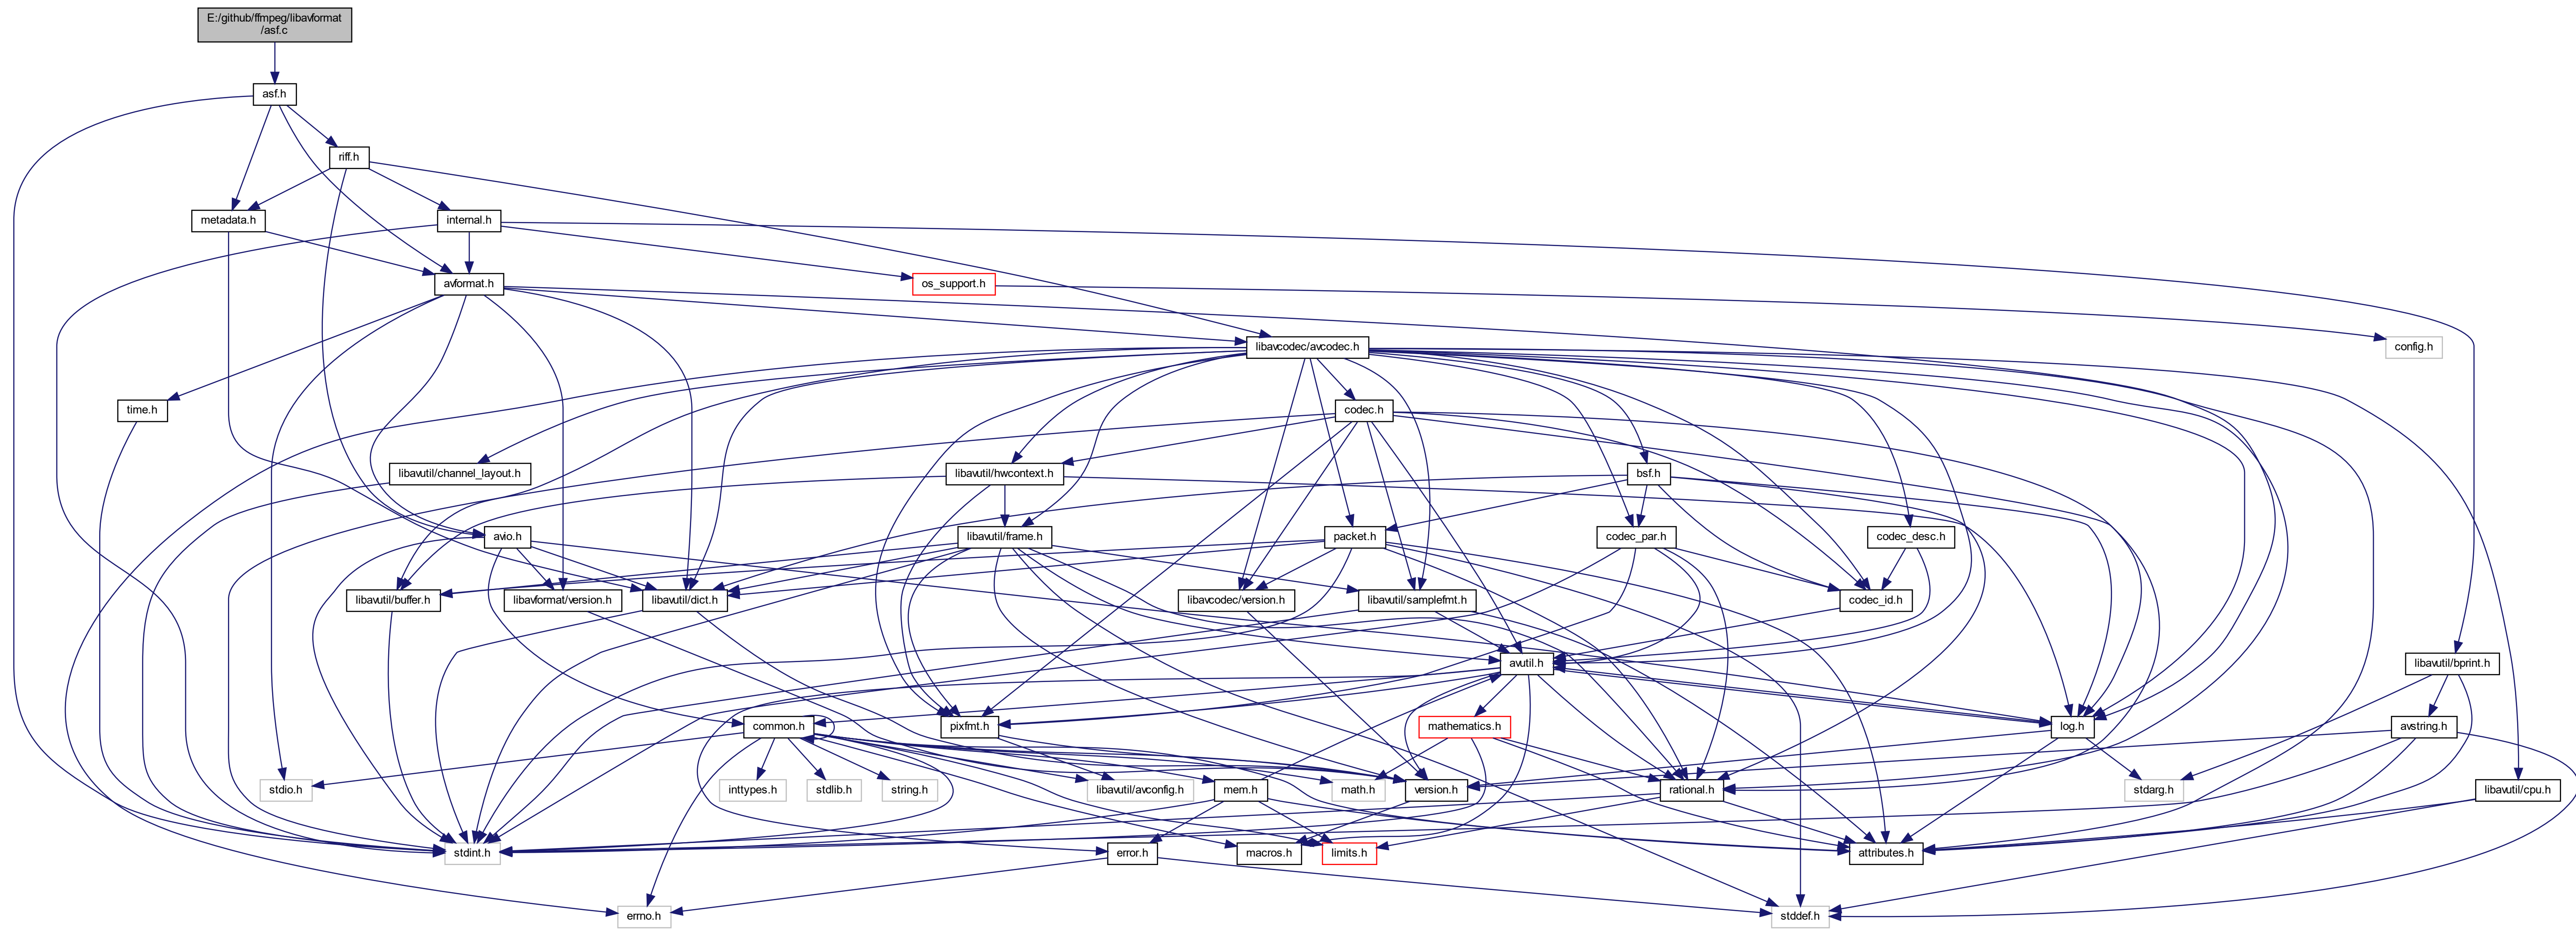 E:/github/ffmpeg/libavformat
/asf.c
asf.h
riff.h
metadata.h
internal.h
avformat.h
os_support.h
libavcodec/avcodec.h
config.h
time.h
codec.h
libavutil/channel_layout.h
libavutil/hwcontext.h
bsf.h
avio.h
libavutil/frame.h
packet.h
codec_par.h
codec_desc.h
libavutil/buffer.h
libavformat/version.h
libavutil/dict.h
libavcodec/version.h
libavutil/samplefmt.h
codec_id.h
avutil.h
libavutil/bprint.h
common.h
pixfmt.h
mathematics.h
log.h
avstring.h
stdio.h
inttypes.h
stdlib.h
string.h
libavutil/avconfig.h
mem.h
math.h
version.h
rational.h
stdarg.h
libavutil/cpu.h
stdint.h
error.h
macros.h
limits.h
attributes.h
errno.h
stddef.h